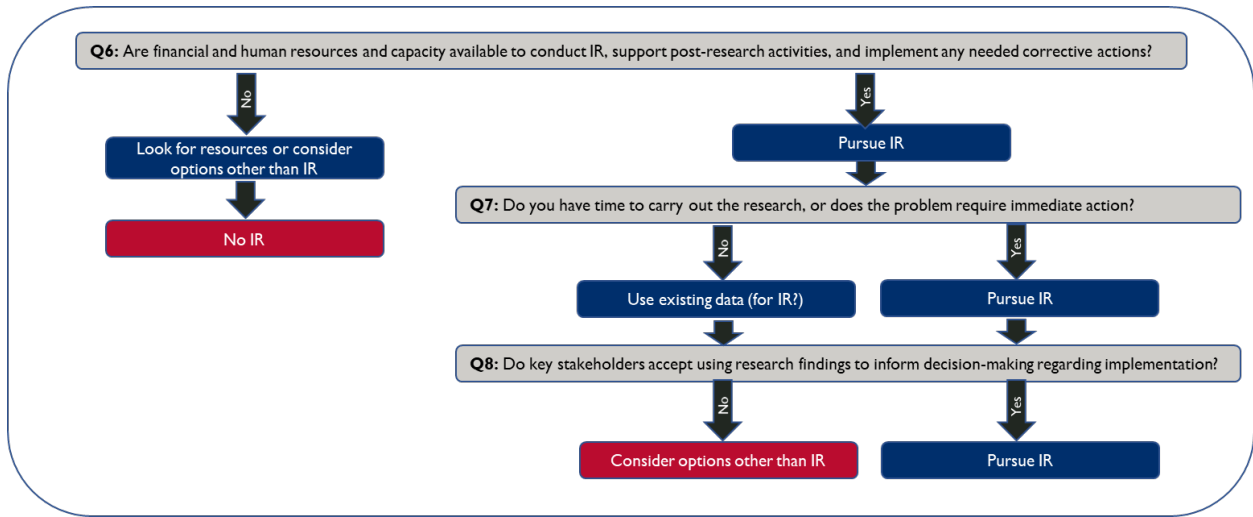 Q6: Are financial and human resources and capacity available to conduct IR, support post-research activities, and implement any needed corrective actions?
No
Yes
Look for resources or consider
options other than IR
Pursue IR
Q7: Do you have time to carry out the research, or does the problem require immediate action?
No IR
No
Yes
Use existing data (for IR?)
Pursue IR
Q8: Do key stakeholders accept using research findings to inform decision-making regarding implementation?
No
Yes
Consider options other than IR
Pursue IR